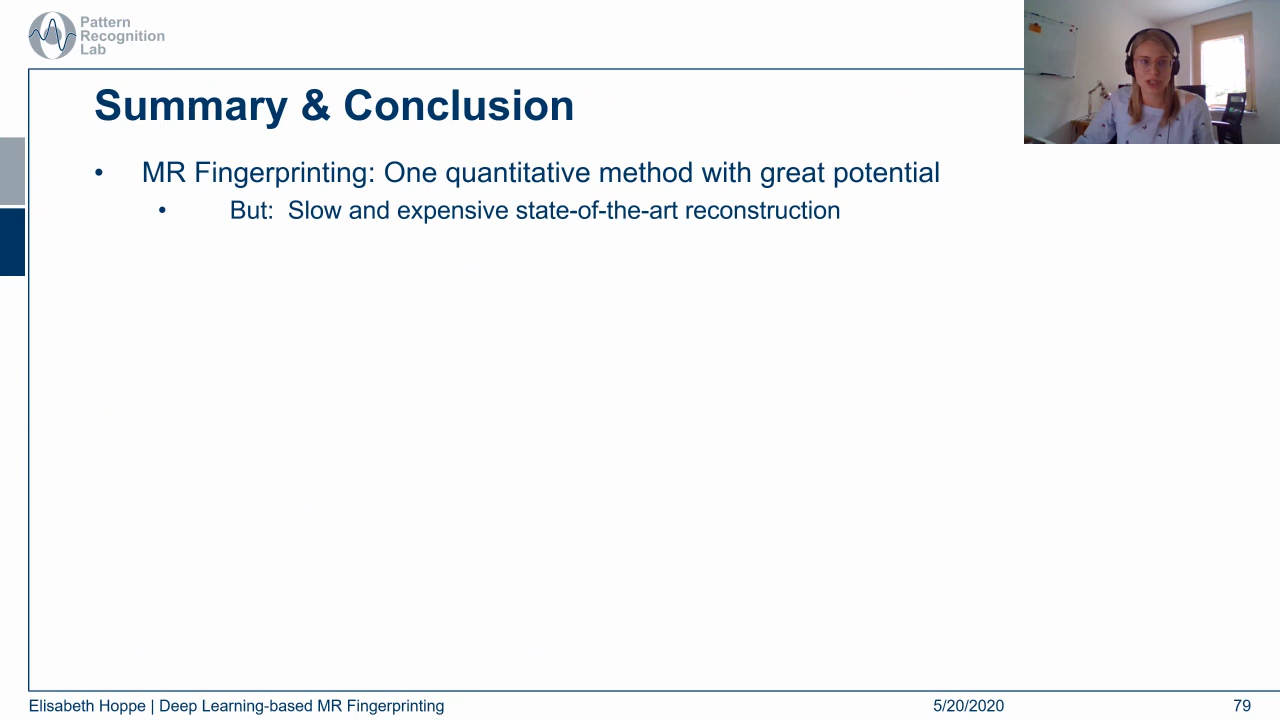 Pattern
Recognition
Lab
Summary & Conclusion
• MR Fingerprinting: One quantitative method with great potential
• But: Slow and expensive state-of-the-art reconstruction
Elisabeth Hoppe | Deep Learning-based MR Fingerprinting
5/20/2020
79